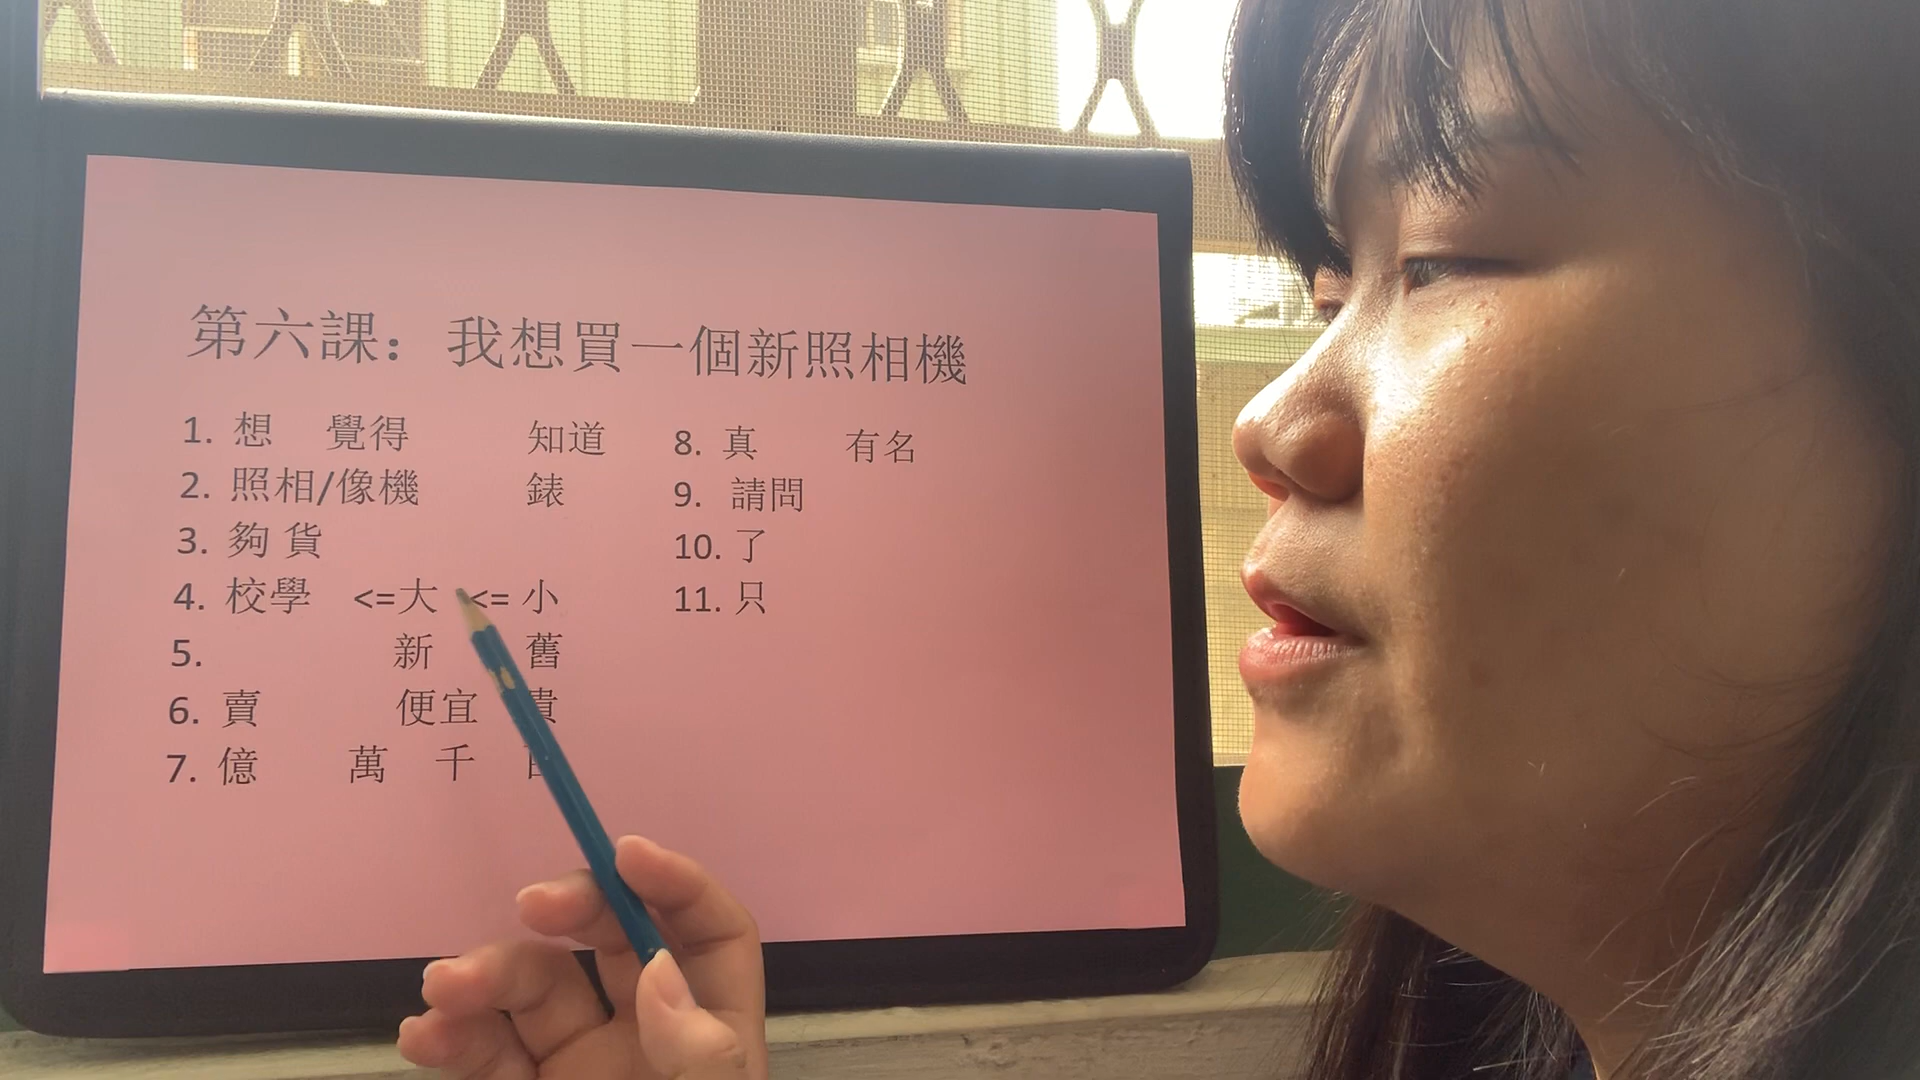 第六課：我想買一個新照相機
1. 想 覺得 知道
2. 照相/像機 錶
3. 夠 貨
4. 校學 <=大 <= 小
5. 新 舊
6. 賣 便宜 貴
7. 億 萬 千
8. 真 有名
9. 請問
10. 了
11. 只